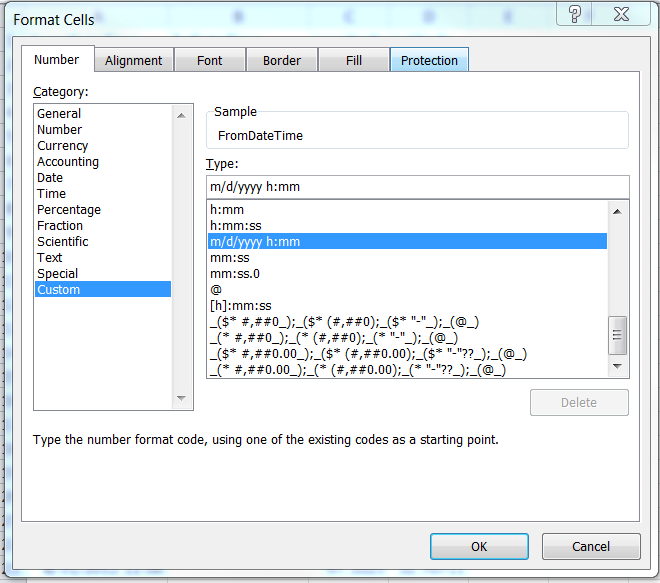 Format Cells
Number Alignment Font Border Fill Protection
Category:
General
Number
Currency
Accounting
Date
Time
Percentage
Fraction
Scientific
Text
Special
Custom
Sample
FromDateTime
Type:
m/d/yyyy h:mm
h:mm
h:mm:ss
m/d/yyyy h:mm
mm:ss
mm:ss.0
@
[h]:mm:ss
_($* #,##0_);_($* (#,##0);_($* "-"_);_(@_)
_(* #,##0_);_(* (#,##0);_(* "-"_);_(@_)
_($* #,##0.00_);_($* (#,##0.00);_($* "-"??_);_(@_)
_(* #,##0.00_);_(* (#,##0.00);_(* "-"??_);_(@_)
Delete
Type the number format code, using one of the existing codes as a starting point.
OK Cancel